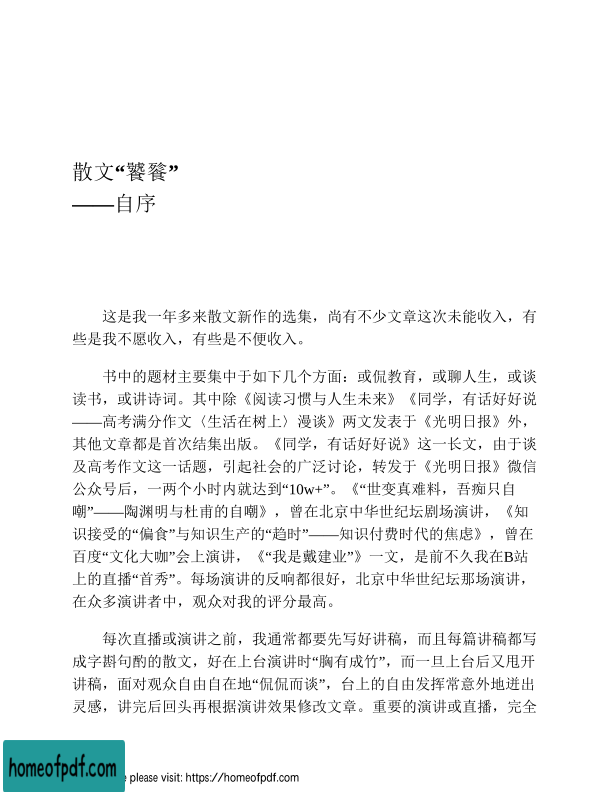 散文“饕餮”
——自序
这是我一年多来散文新作的选集，尚有不少文章这次未能收入，有
些是我不愿收入，有些是不便收入。
书中的题材主要集中于如下几个方面：或侃教育，或聊人生，或谈
读书，或讲诗词。其中除《阅读习惯与人生未来》《同学，有话好好说
——高考满分作文〈生活在树上〉漫谈》两文发表于《光明日报》外，
其他文章都是首次结集出版。《同学，有话好好说》这一长文，由于谈
及高考作文这一话题，引起社会的广泛讨论，转发于《光明日报》微信
公众号后，一两个小时内就达到“10w+”。《“世变真难料，吾痴只自
嘲”——陶渊明与杜甫的自嘲》，曾在北京中华世纪坛剧场演讲，《知
识接受的“偏食”与知识生产的“趋时”——知识付费时代的焦虑》，曾在
百度“文化大咖”会上演讲，《“我是戴建业”》一文，是前不久我在B站
上的直播“首秀”。每场演讲的反响都很好，北京中华世纪坛那场演讲，
在众多演讲者中，观众对我的评分最高。
每次直播或演讲之前，我通常都要先写好讲稿，而且每篇讲稿都写
成字斟句酌的散文，好在上台演讲时“胸有成竹”，而一旦上台后又甩开
讲稿，面对观众自由自在地“侃侃而谈”，台上的自由发挥常意外地迸出
灵感，讲完后回头再根据演讲效果修改文章。重要的演讲或直播，完全
homeofpdf.com
please visit: https://homeofpdf.com